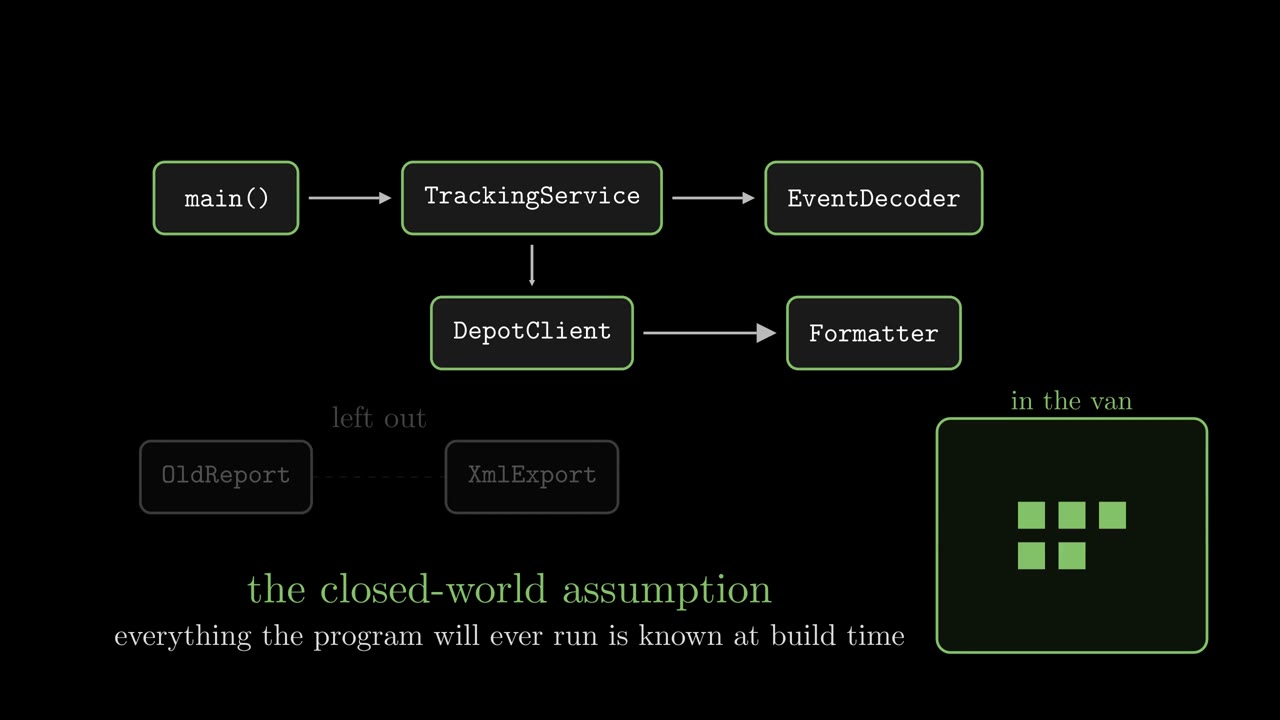 main()
TrackingService
EventDecoder
DepotClient
Formatter
in the van
left out
OldReport
XmlExport
the closed-world assumption
everything the program will ever run is known at build time